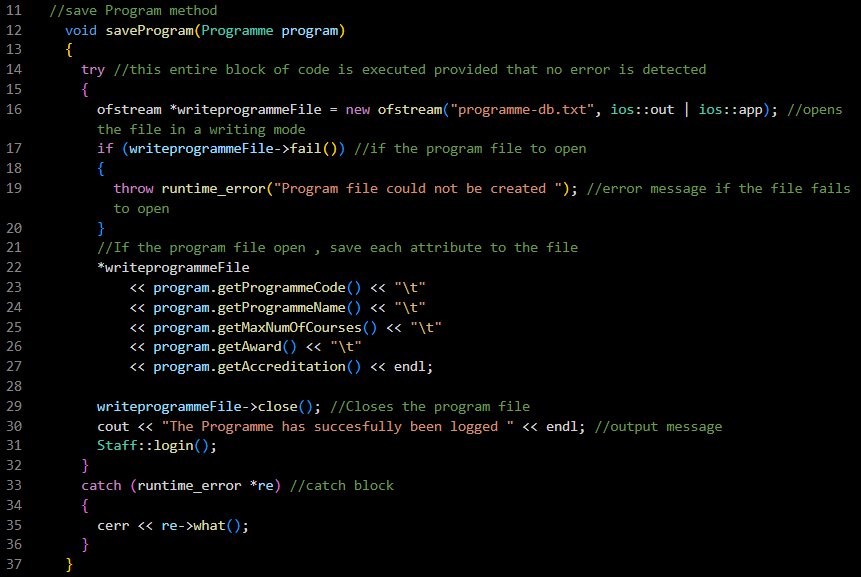 11 //save Program method
12 void saveProgram(Programme program)
13 {
14 try //this entire block of code is executed provided that no error is detected
15 {
16 ofstream *writeprogrammeFile = new ofstream("programme-db.txt", ios::out | ios::app); //opens
the file in a writing mode
17 if (writeprogrammeFile->fail()) //if the program file to open
18 {
19 throw runtime_error("Program file could not be created "); //error message if the file fails
to open
20 }
21 //If the program file open , save each attribute to the file
22 *writeprogrammeFile
23 << program.getProgrammeCode() << "\t"
24 << program.getProgrammeName() << "\t"
25 << program.getMaxNumOfCourses() << "\t"
26 << program.getAward() << "\t"
27 << program.getAccreditation() << endl;
28
29 writeprogrammeFile->close(); //Closes the program file
30 cout << "The Programme has succesfully been logged " << endl; //output message
31 Staff::login();
32 }
33 catch (runtime_error *re) //catch block
34 {
35 cerr << re->what();
36 }
37 }